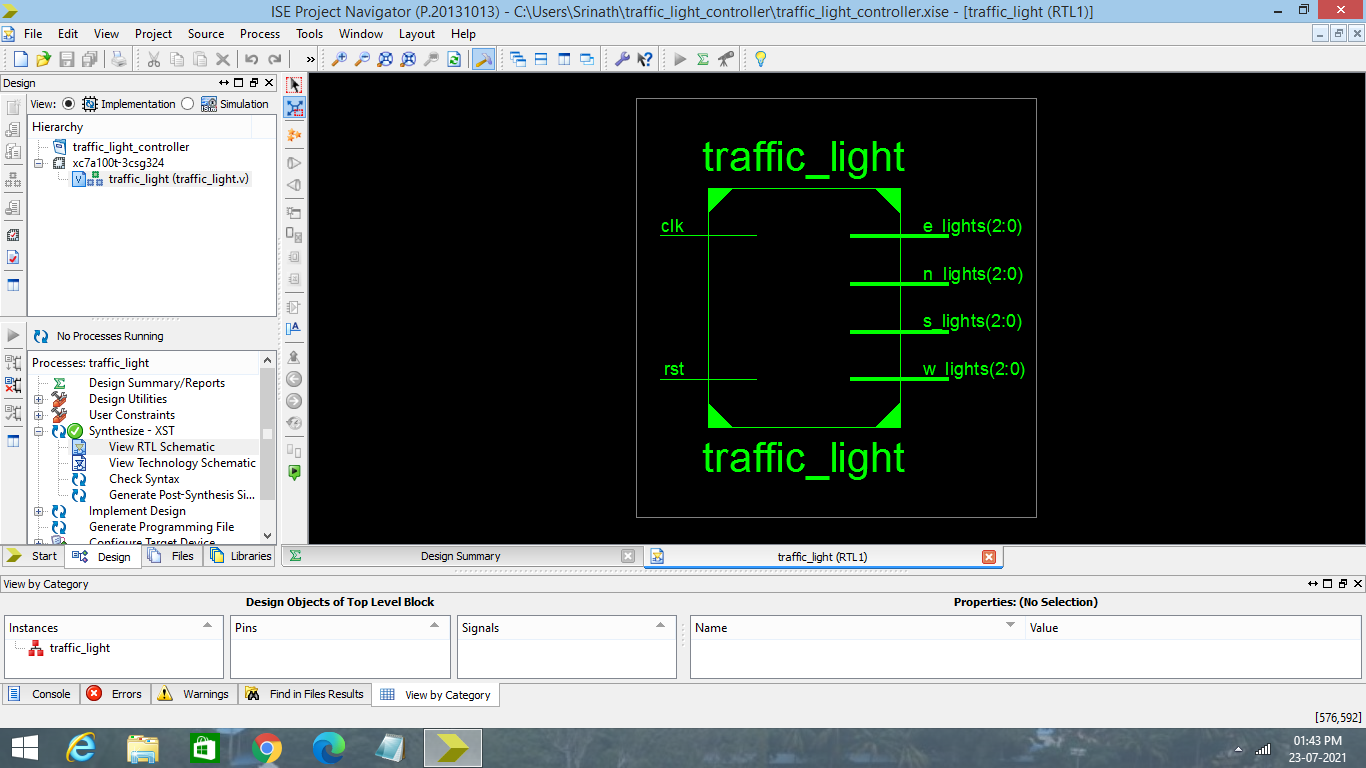 ISE Project Navigator (P.20131013) - C:\Users\Srinath\traffic_light_controller\traffic_light_controller.xise - [traffic_light (RTL1)]
File Edit View Project Source Process Tools Window Layout Help
»
Design
View: Implementation Simulation
Hierarchy
traffic_light_controller
xc7a100t-3csg324
V traffic_light (traffic_light.v)
No Processes Running
Processes: traffic_light
Design Summary/Reports
Design Utilities
User Constraints
Synthesize - XST
View RTL Schematic
View Technology Schematic
Check Syntax
Generate Post-Synthesis Si...
Implement Design
Generate Programming File
Configure Target Device
Start Design Files Libraries
A
traffic_light
clk
e_lights(2:0)
n_lights(2:0)
s_lights(2:0)
rst
w_lights(2:0)
traffic_light
Design Summary
traffic_light (RTL1)
View by Category
Design Objects of Top Level Block
Properties: (No Selection)
Instances
Pins
Signals
Name
Value
traffic_light
Console Errors Warnings Find in Files Results View by Category
[576,592]
01:43 PM
23-07-2021